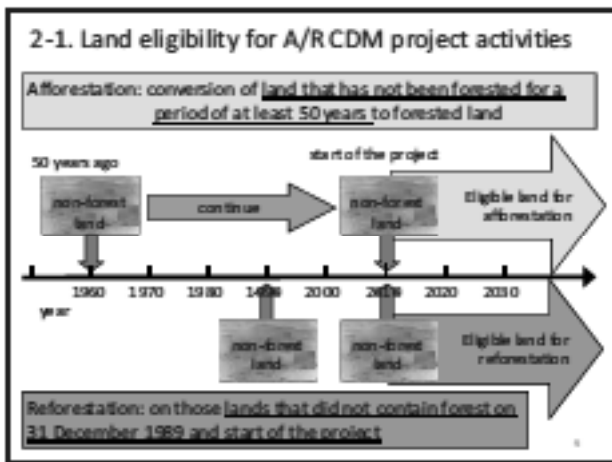 2-1. Land eligibility for A/R CDM project activities
Afforestation: conversion of land that has not been forested for a
period of at least 50 years to forested land
50 years ago
start of the project
non-forest
land
continue
non-forest
land
Eligible land for
afforestation
1960 1970 1980 1990 2000 2010 2020 2030
year
non-forest
land
non-forest
land
Eligible land for
reforestation
Reforestation: on those lands that did not contain forest on
31 December 1989 and start of the project